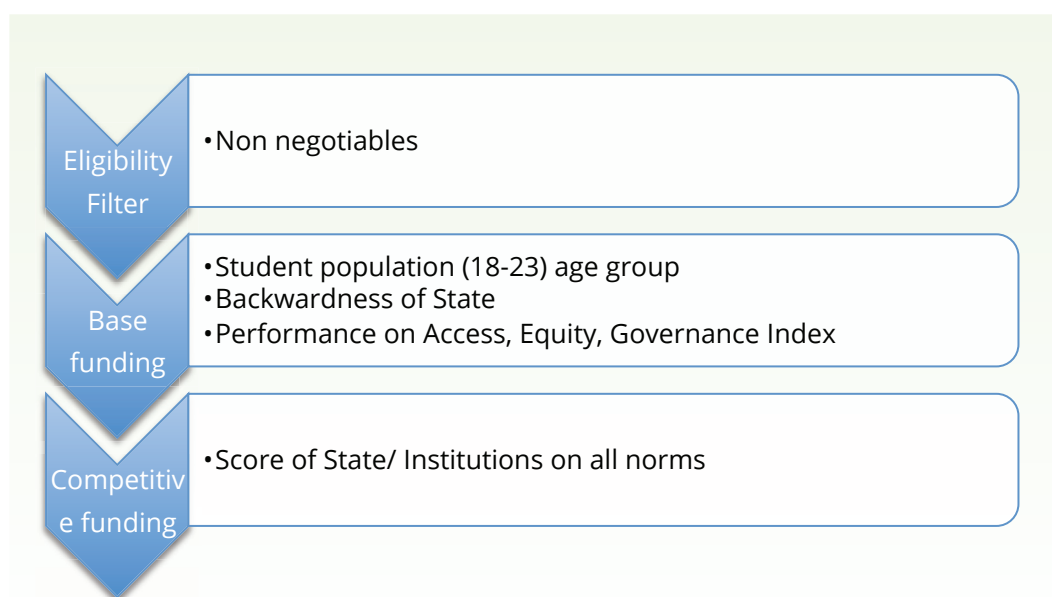 Eligibility
Filter
•Non negotiables
Base
funding
•Student population (18-23) age group
•Backwardness of State
•Performance on Access, Equity, Governance Index
Competitiv
e funding
•Score of State/ Institutions on all norms